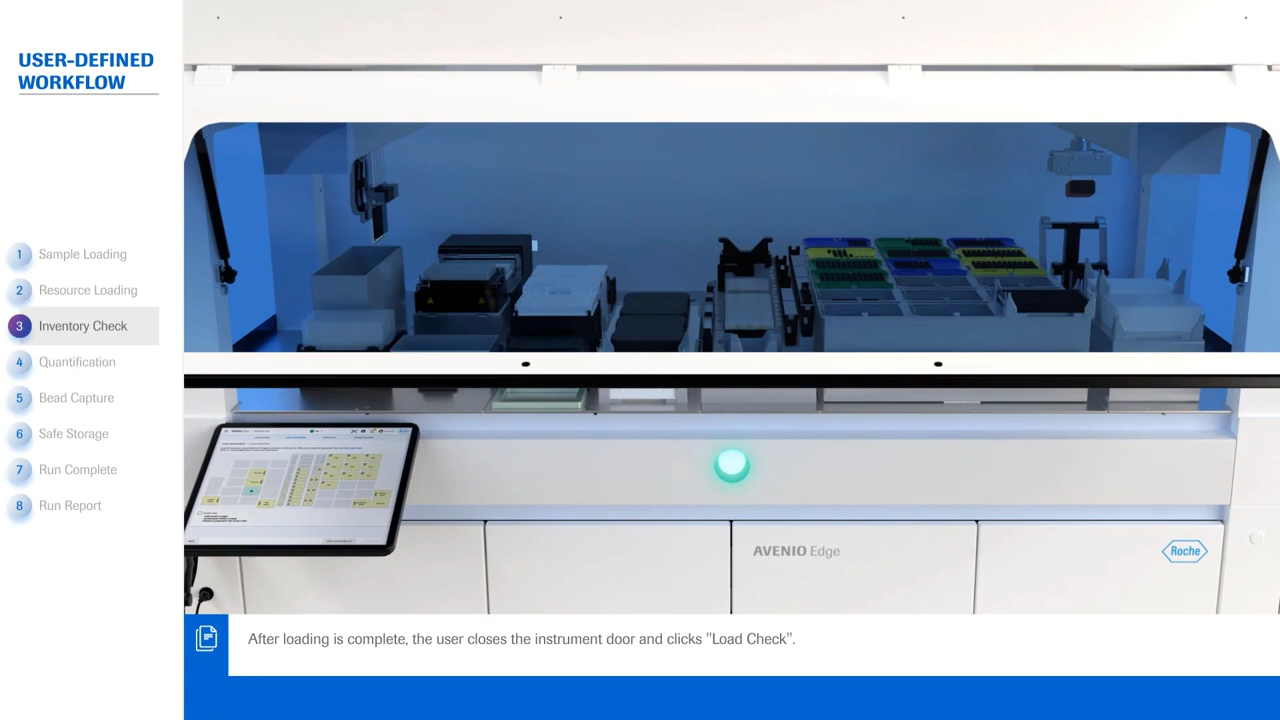 USER-DEFINED
WORKFLOW
1 Sample Loading
2 Resource Loading
3 Inventory Check
4 Quantification
5 Bead Capture
6 Safe Storage
7 Run Complete
8 Run Report
AVENIO Edge
Roche
After loading is complete, the user closes the instrument door and clicks "Load Check".